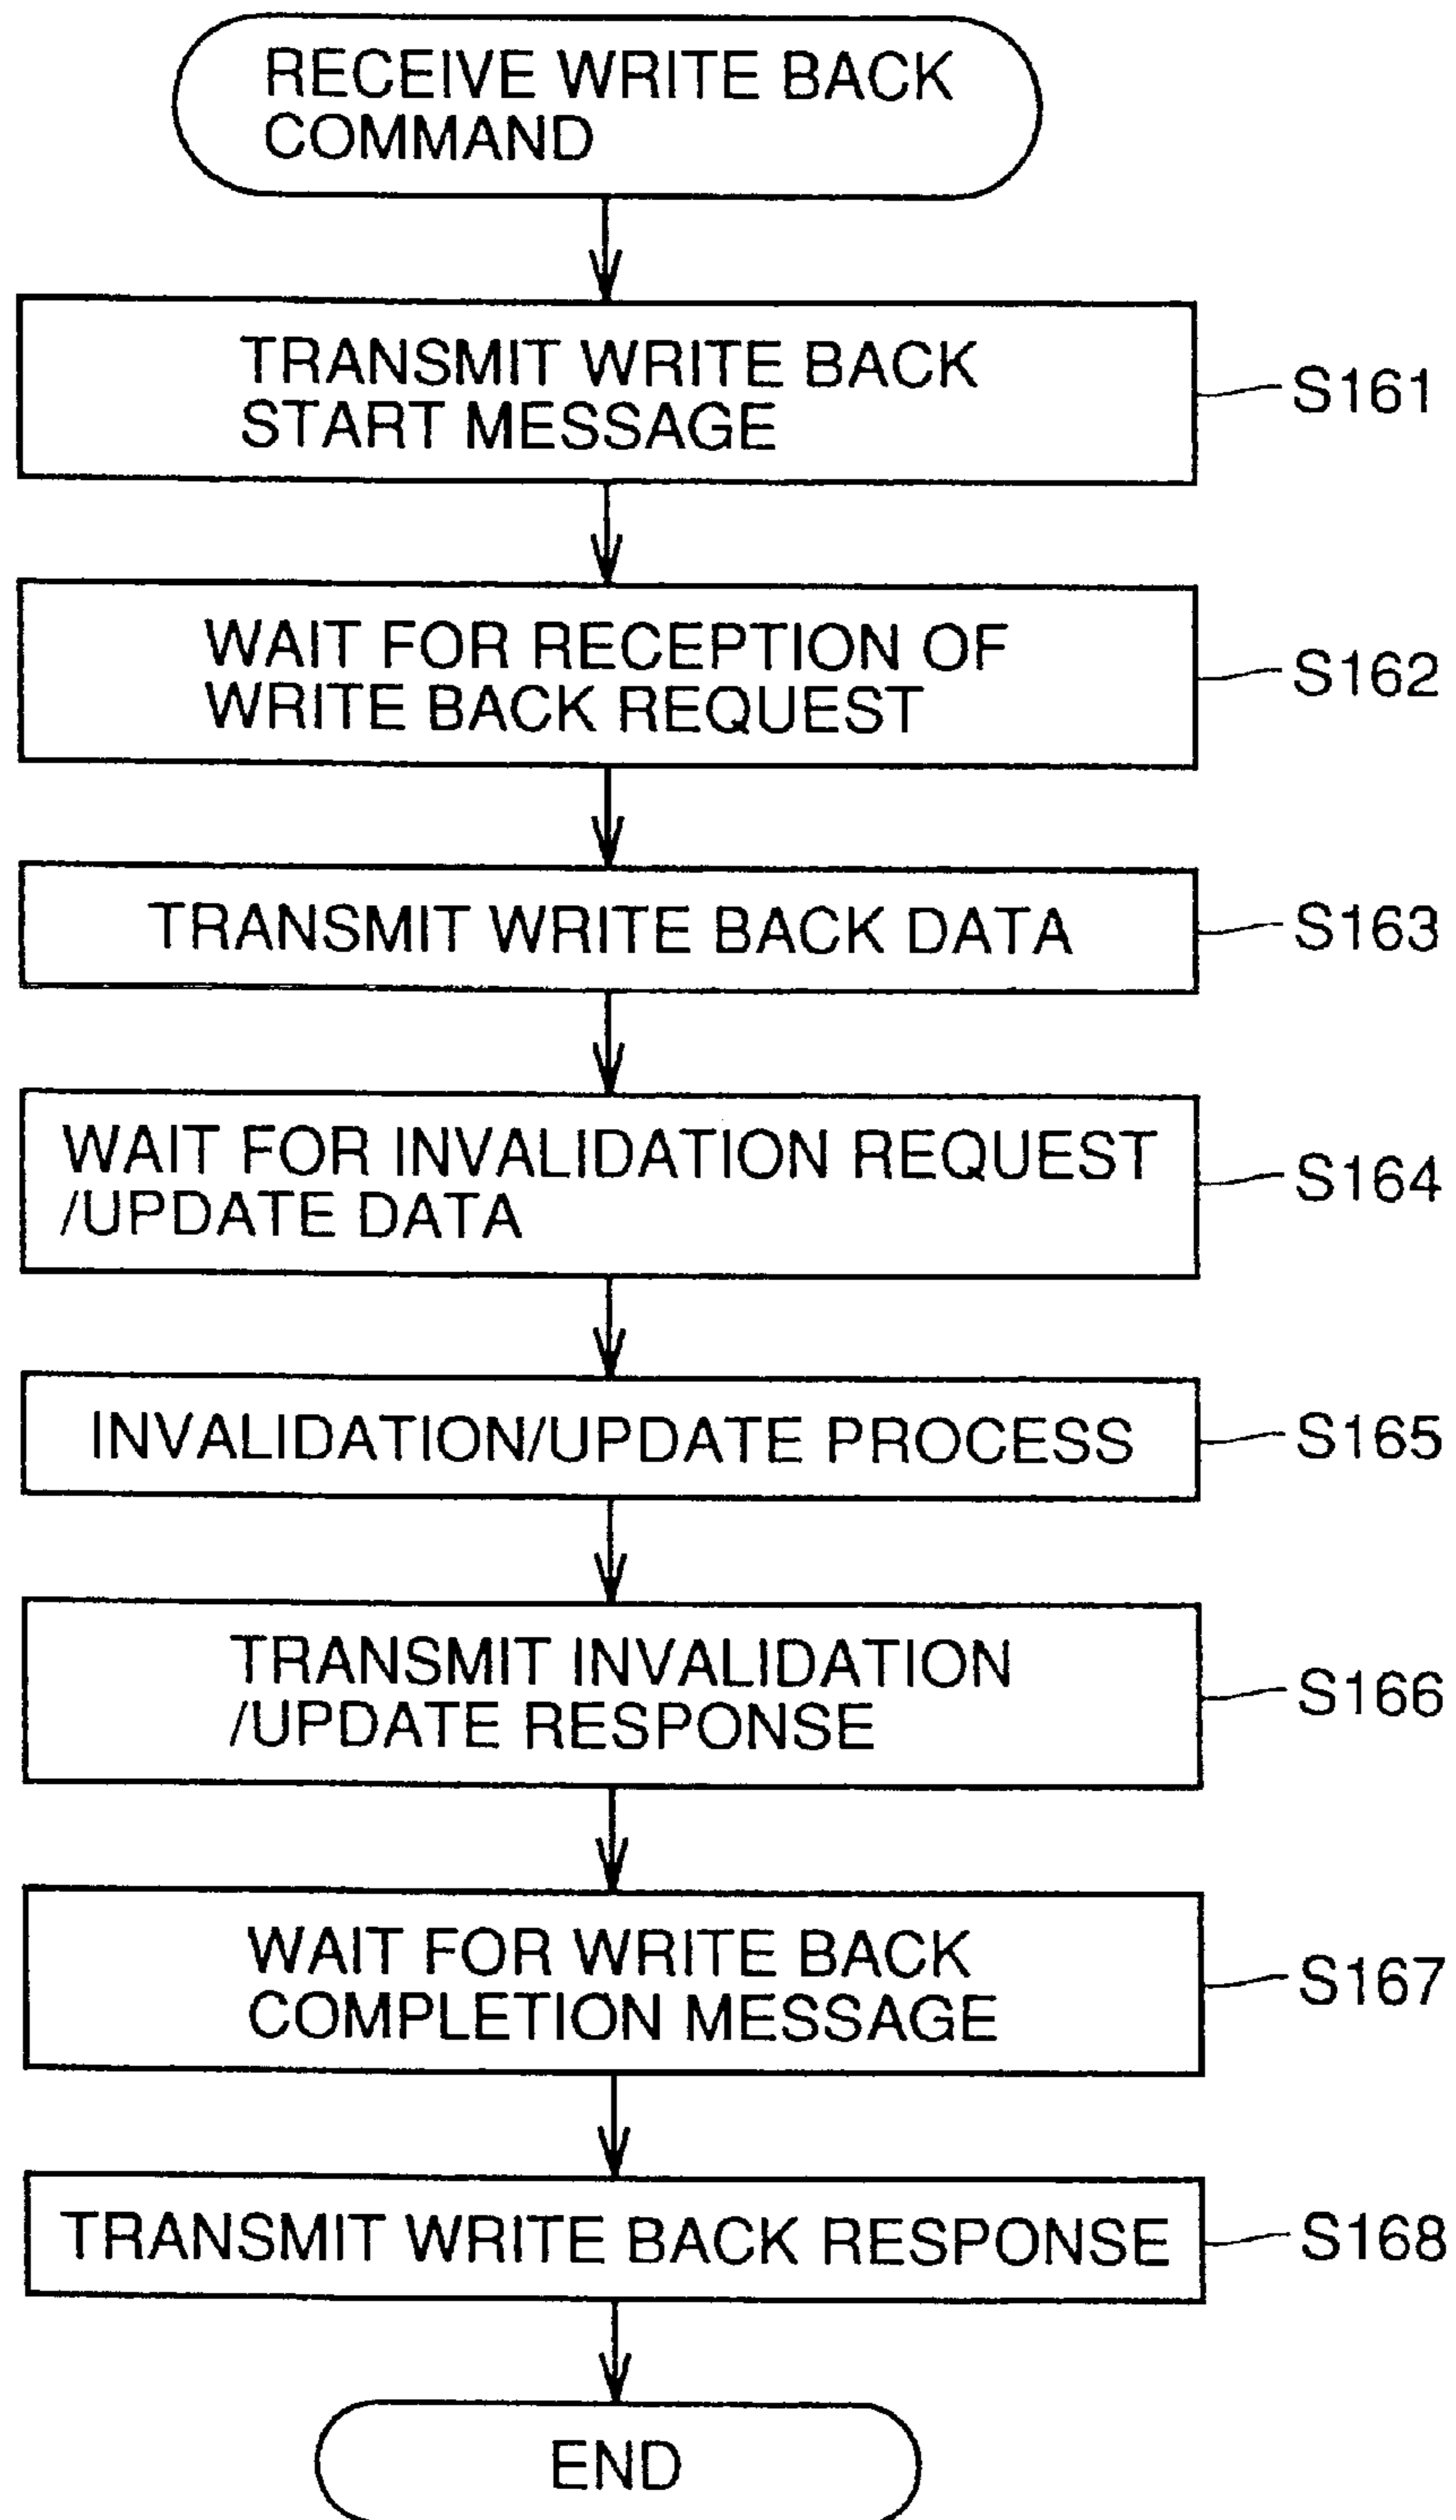 RECEIVE WRITE BACK
COMMAND
TRANSMIT WRITE BACK
START MESSAGE
S161
WAIT FOR RECEPTION OF
WRITE BACK REQUEST
S162
TRANSMIT WRITE BACK DATA
S163
WAIT FOR INVALIDATION REQUEST
/UPDATE DATA
S164
INVALIDATION/UPDATE PROCESS
S165
TRANSMIT INVALIDATION
/UPDATE RESPONSE
S166
WAIT FOR WRITE BACK
COMPLETION MESSAGE
S167
TRANSMIT WRITE BACK RESPONSE
S168
END